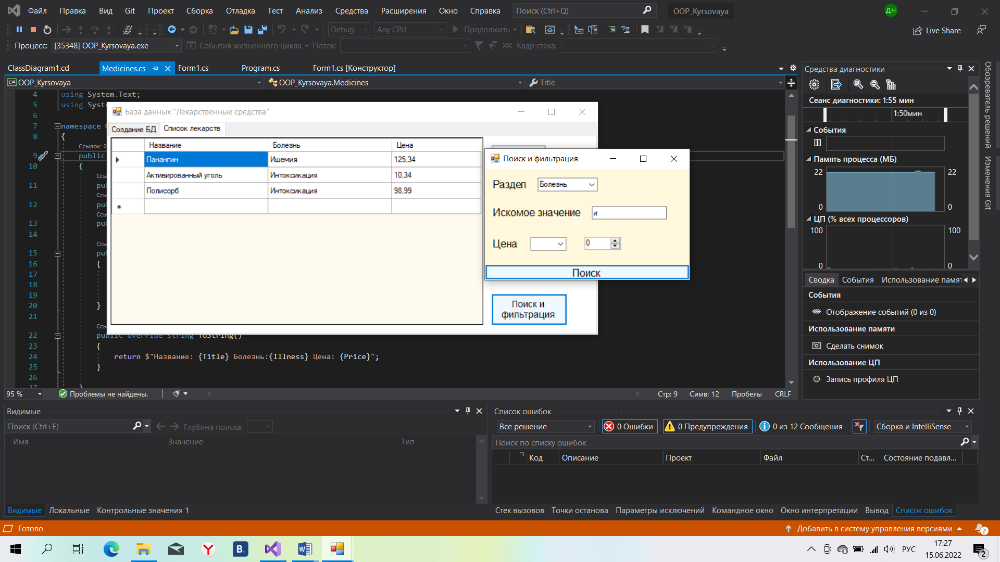 Файл Правка Вид Git Проект Сборка Отладка Тест Анализ Средства Расширения Окно Справка Поиск (Ctrl+Q) OOP_Kyrsovaya ДН
Debug Any CPU Продолжить Live Share
Процесс: [35348] OOP_Kyrsovaya.exe События жизненного цикла Поток: Кадр стека:
ClassDiagram1.cd Medicines.cs Form1.cs Program.cs Form1.cs [Конструктор]
OOP_Kyrsovaya OOP_Kyrsovaya.Medicines Title
4 using System.Text;
5 using Syst
6
7 namespace
8 {
Ссылок: 2
9 public
10 {
Ссы
11 pu
Ссы
12 pu
Ссы
13 pu
14
Ссы
15 pu
16 {
17
18
19
20 }
21
Ссы
22 public override string ToString()
23 {
24 return $"Название: {Title} Болезнь:{Illness} Цена: {Price}";
25 }
26
27 }
База данных "Лекарственные средства"
Создание БД Список лекарств
Название Болезнь Цена
Панангин Ишемия 125,34
Активированный уголь Интоксикация 10,34
Полисорб Интоксикация 98,99
Поиск и
фильтрация
Поиск и фильтрация
Раздел Болезнь
Искомое значение и
Цена 0
Поиск
95 % Проблемы не найдены. Стр: 9 Симв: 12 Пробелы CRLF
Средства диагностики
Сеанс диагностики: 1:55 мин
1:50мин
События
Память процесса (МБ)
22 22
0 0
ЦП (% всех процессоров)
100 100
0 0
Сводка События Использование памят
События
Отображение событий (0 из 0)
Использование памяти
Сделать снимок
Использование ЦП
Запись профиля ЦП
Обозреватель решений
Изменения Git
Видимые
Поиск (Ctrl+E) Глубина поиска:
Имя Значение Тип
Видимые Локальные Контрольные значения 1
Список ошибок
Все решение 0 Ошибки 0 Предупреждения 0 из 12 Сообщения Сборка и IntelliSense
Поиск по списку ошибок
Код Описание Проект Файл Ст... Состояние подавл...
Стек вызовов Точки останова Параметры исключений Командное окно Окно интерпретации Вывод Список ошибок
Готово Добавить в систему управления версиями 2
B. РУС 17:27
15.06.2022 2